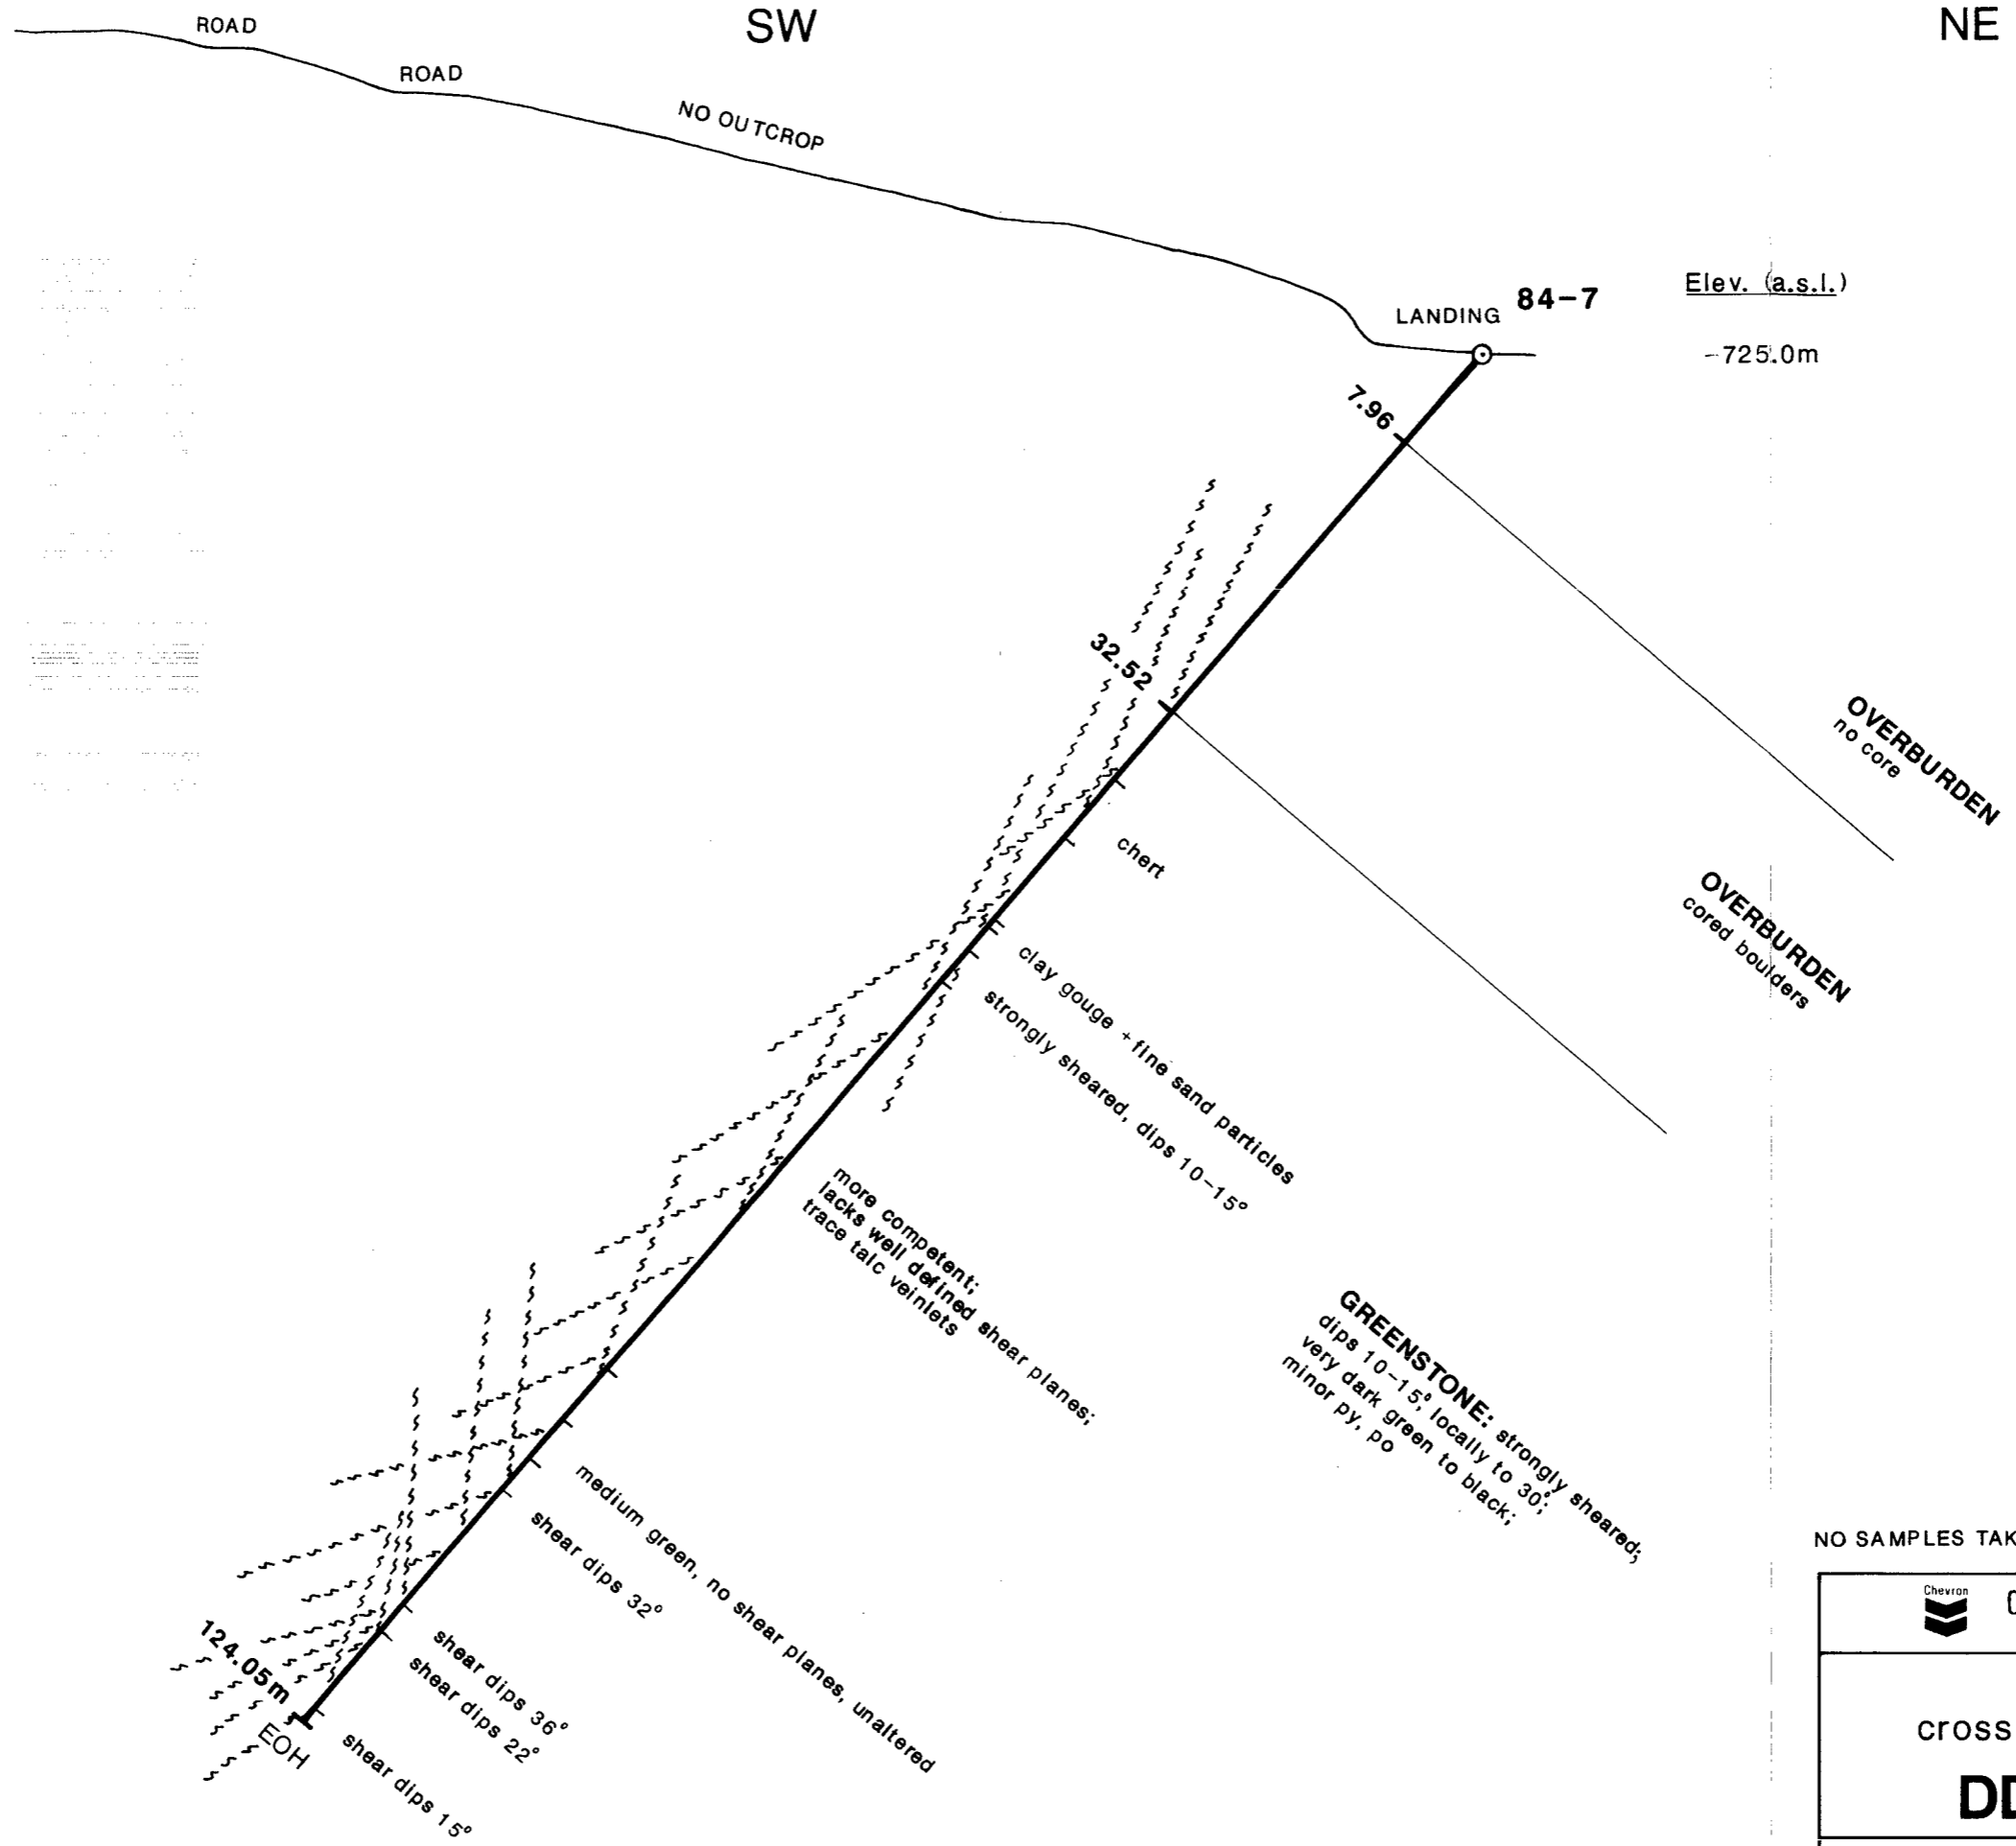 SW
NE
ROAD
ROAD
NO OUTCROP
LANDING
84-7
Elev. (a.s.l.)
-725.0m
7.96
32.52
OVERBURDEN
no core
chert
OVERBURDEN
cored boulders
clay gouge + fine sand particles
strongly sheared, dips 10-15°
more competent;
lacks well defined shear planes;
trace talc veinlets
GREENSTONE: strongly sheared;
dips 10-15°, locally to 30°;
very dark green to black;
minor py, po
medium green, no shear planes, unaltered
shear dips 32°
shear dips 36°
shear dips 22°
shear dips 15°
124.05m
EOH
NO SAMPLES TAK
Chevron
cross
DD